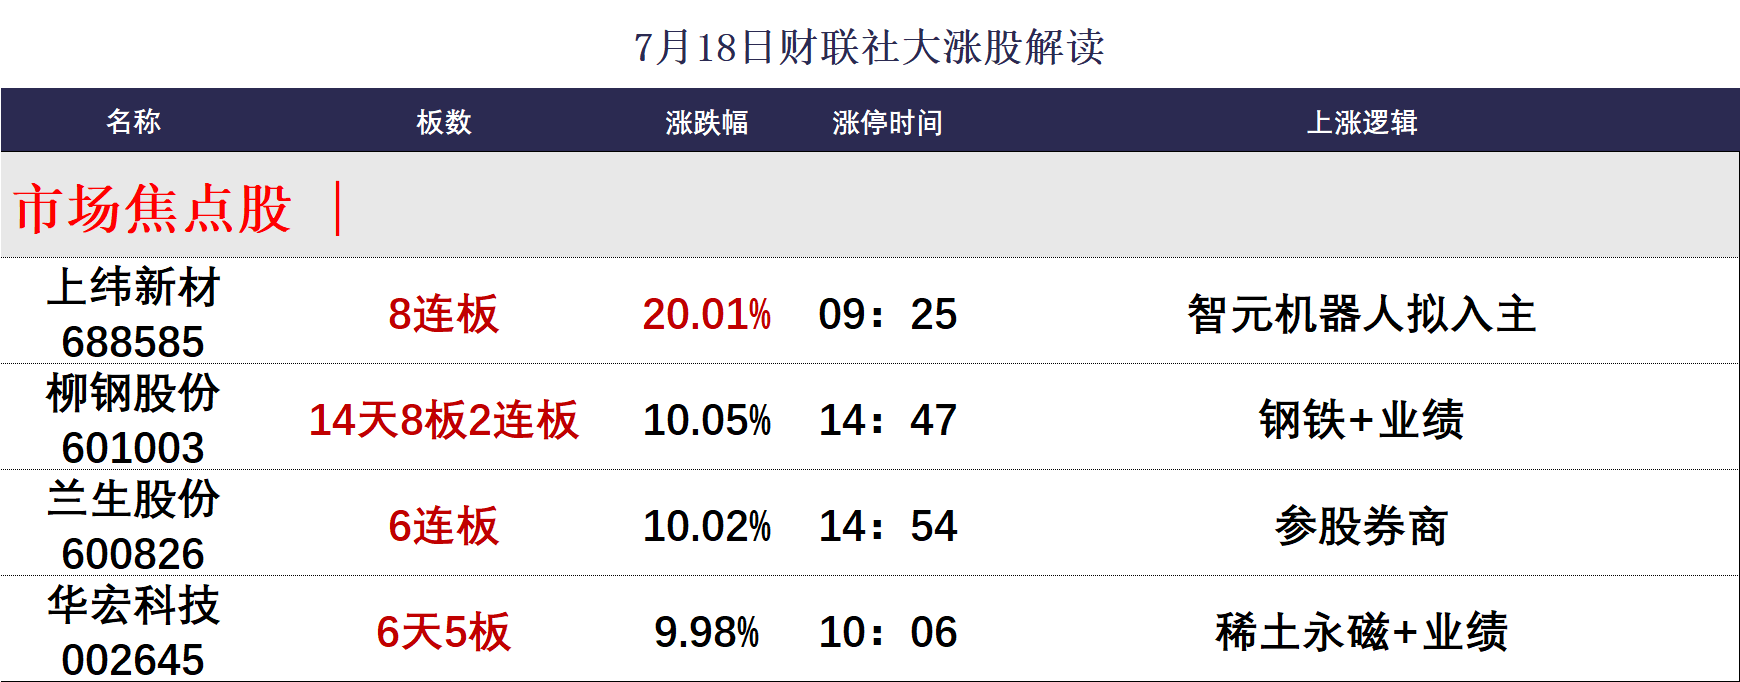 7月18日财联社大涨股解读
名称 板数 涨跌幅 涨停时间 上涨逻辑
市场焦点股 |
上纬新材
688585 8连板 20.01% 09：25 智元机器人拟入主
柳钢股份
601003 14天8板2连板 10.05% 14：47 钢铁+业绩
兰生股份
600826 6连板 10.02% 14：54 参股券商
华宏科技
002645 6天5板 9.98% 10：06 稀土永磁+业绩